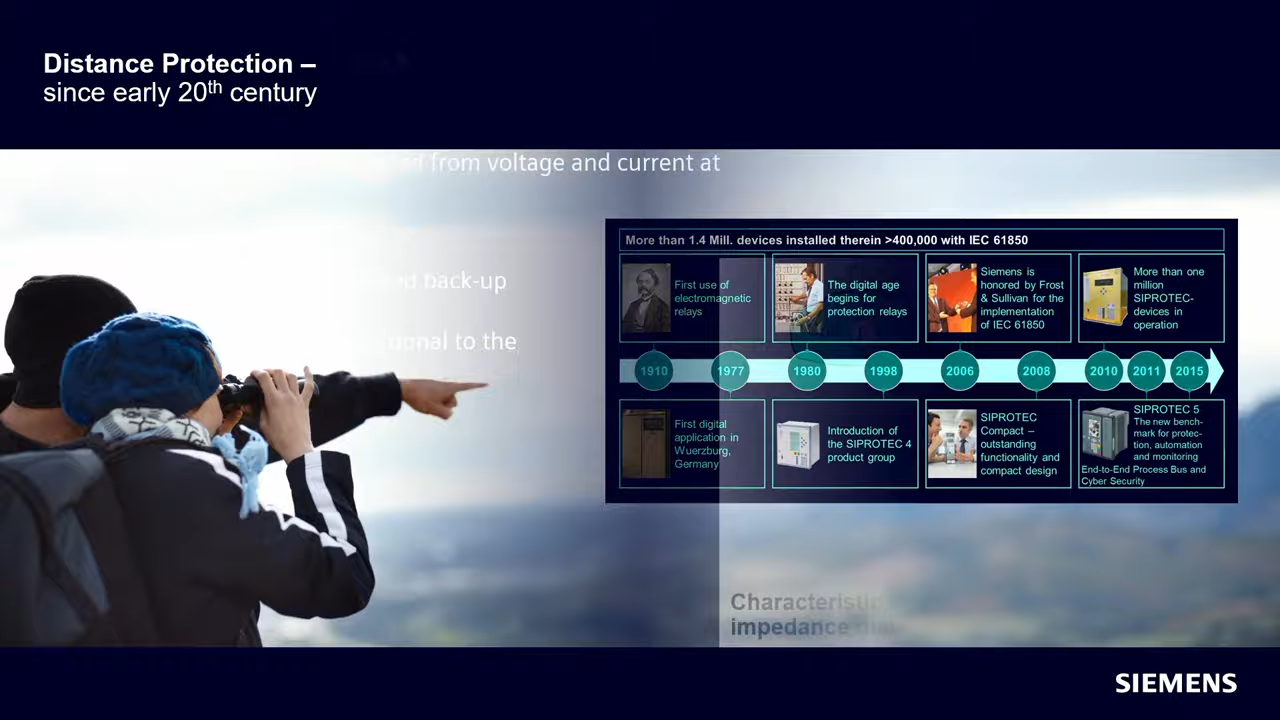 Distance Protection –
since early 20th century
from voltage and current at
back-up
to the
More than 1.4 Mill. devices installed therein >400,000 with IEC 61850
First use of
electromagnetic
relays
The digital age
begins for
protection relays
Siemens is
honored by Frost
& Sullivan for the
implementation
of IEC 61850
More than one
million
SIPROTEC-
devices in
operation
1910
1977
1980
1998
2006
2008
2010
2011
2015
First digital
application in
Wuerzburg,
Germany
Introduction of
the SIPROTEC 4
product group
SIPROTEC
Compact –
outstanding
functionality and
compact design
SIPROTEC 5
The new bench-
mark for protec-
tion, automation
and monitoring
End-to-End Process Bus and
Cyber Security
Characteristic
impedance
SIEMENS